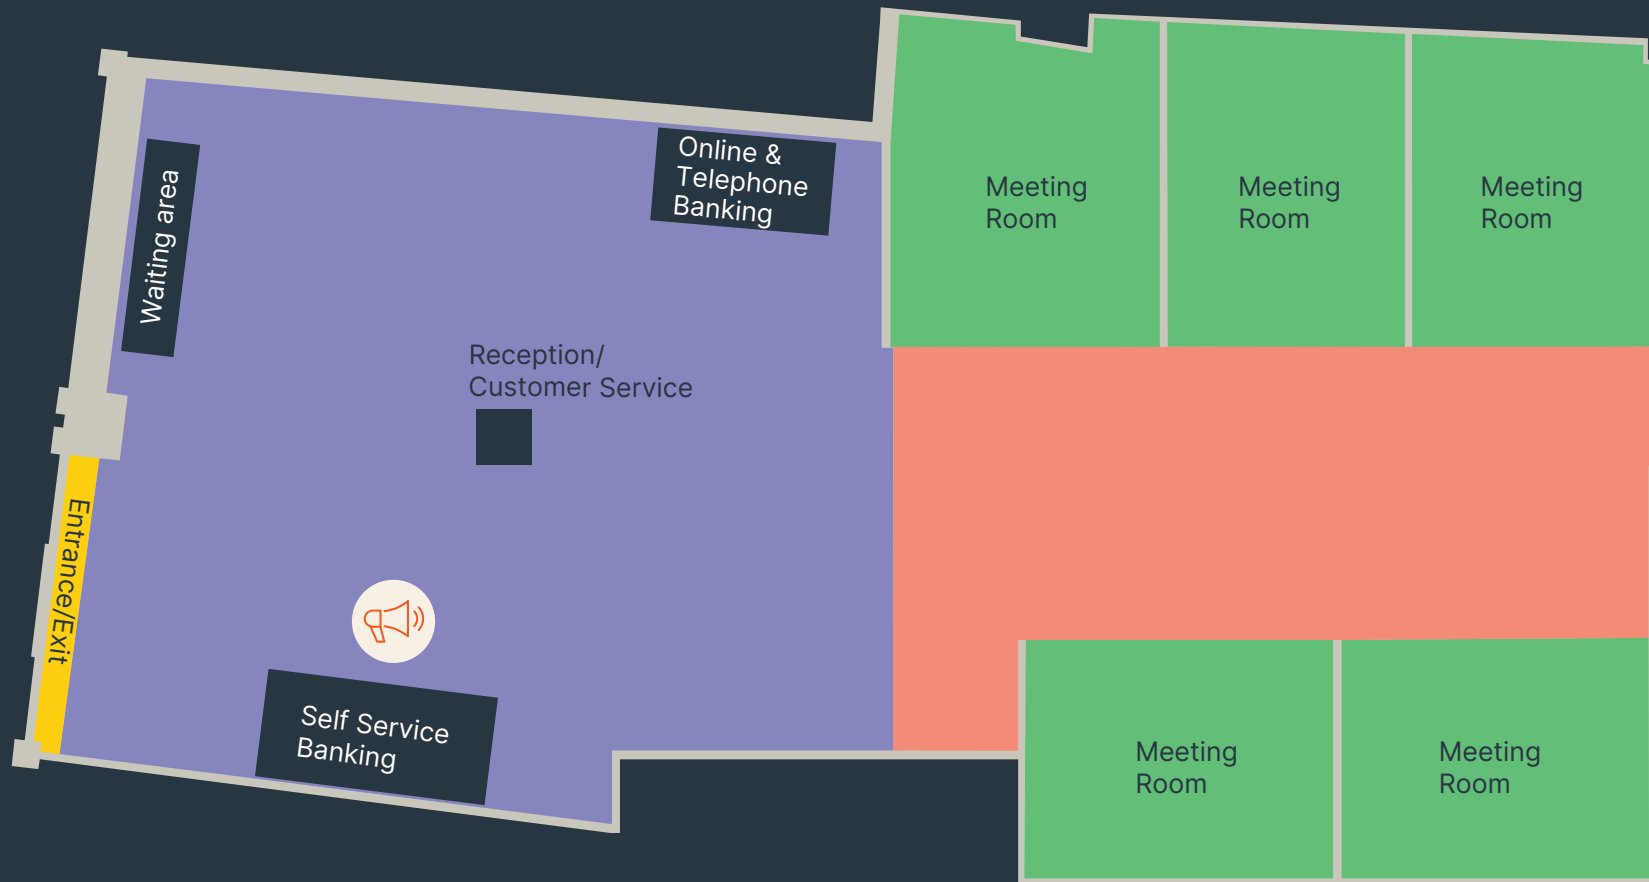 Online &
Telephone
Banking
Waiting area
Meeting
Room
Meeting
Room
Meeting
Room
Reception/
Customer Service
Entrance/Exit
Self Service
Banking
Meeting
Room
Meeting
Room